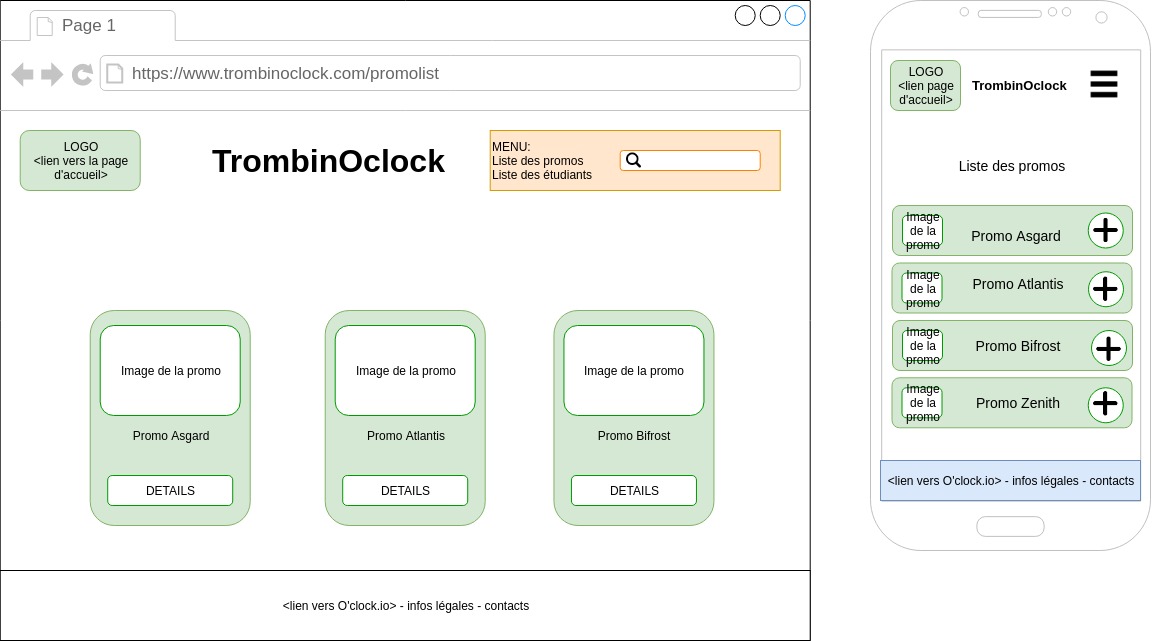 Page 1
https://www.trombinoclock.com/promolist
LOGO
<lien vers la page
d'accueil>
TrombinOclock
MENU:
Liste des promos
Liste des étudiants
Image de la promo
Promo Asgard
DETAILS
Image de la promo
Promo Atlantis
DETAILS
Image de la promo
Promo Bifrost
DETAILS
<lien vers O'clock.io> - infos légales - contacts
LOGO
<lien page
d'accueil>
TrombinOclock
Liste des promos
Image
de la
promo
Promo Asgard
Image
de la
promo
Promo Atlantis
Image
de la
promo
Promo Bifrost
Image
de la
promo
Promo Zenith
<lien vers O'clock.io> - infos légales - contacts